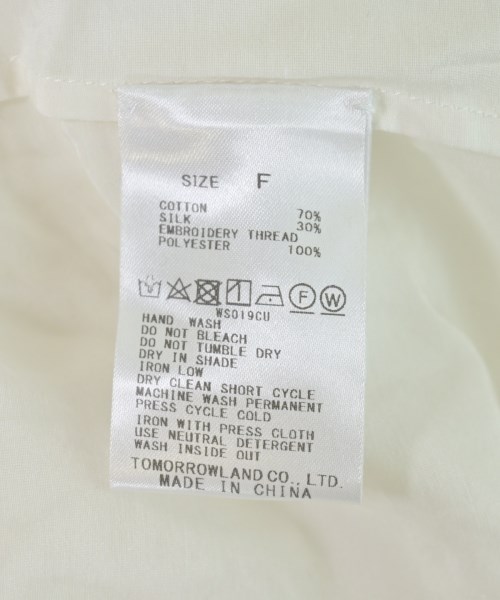 SIZE F
COTTON 70%
SILK 30%
EMBROIDERY THREAD
POLYESTER 100%
F W
WS019CU
HAND WASH
DO NOT BLEACH
DO NOT TUMBLE DRY
DRY IN SHADE
IRON LOW
DRY CLEAN SHORT CYCLE
MACHINE WASH PERMANENT
PRESS CYCLE COLD
IRON WITH PRESS CLOTH
USE NEUTRAL DETERGENT
WASH INSIDE OUT
TOMORROWLAND CO., LTD.
MADE IN CHINA